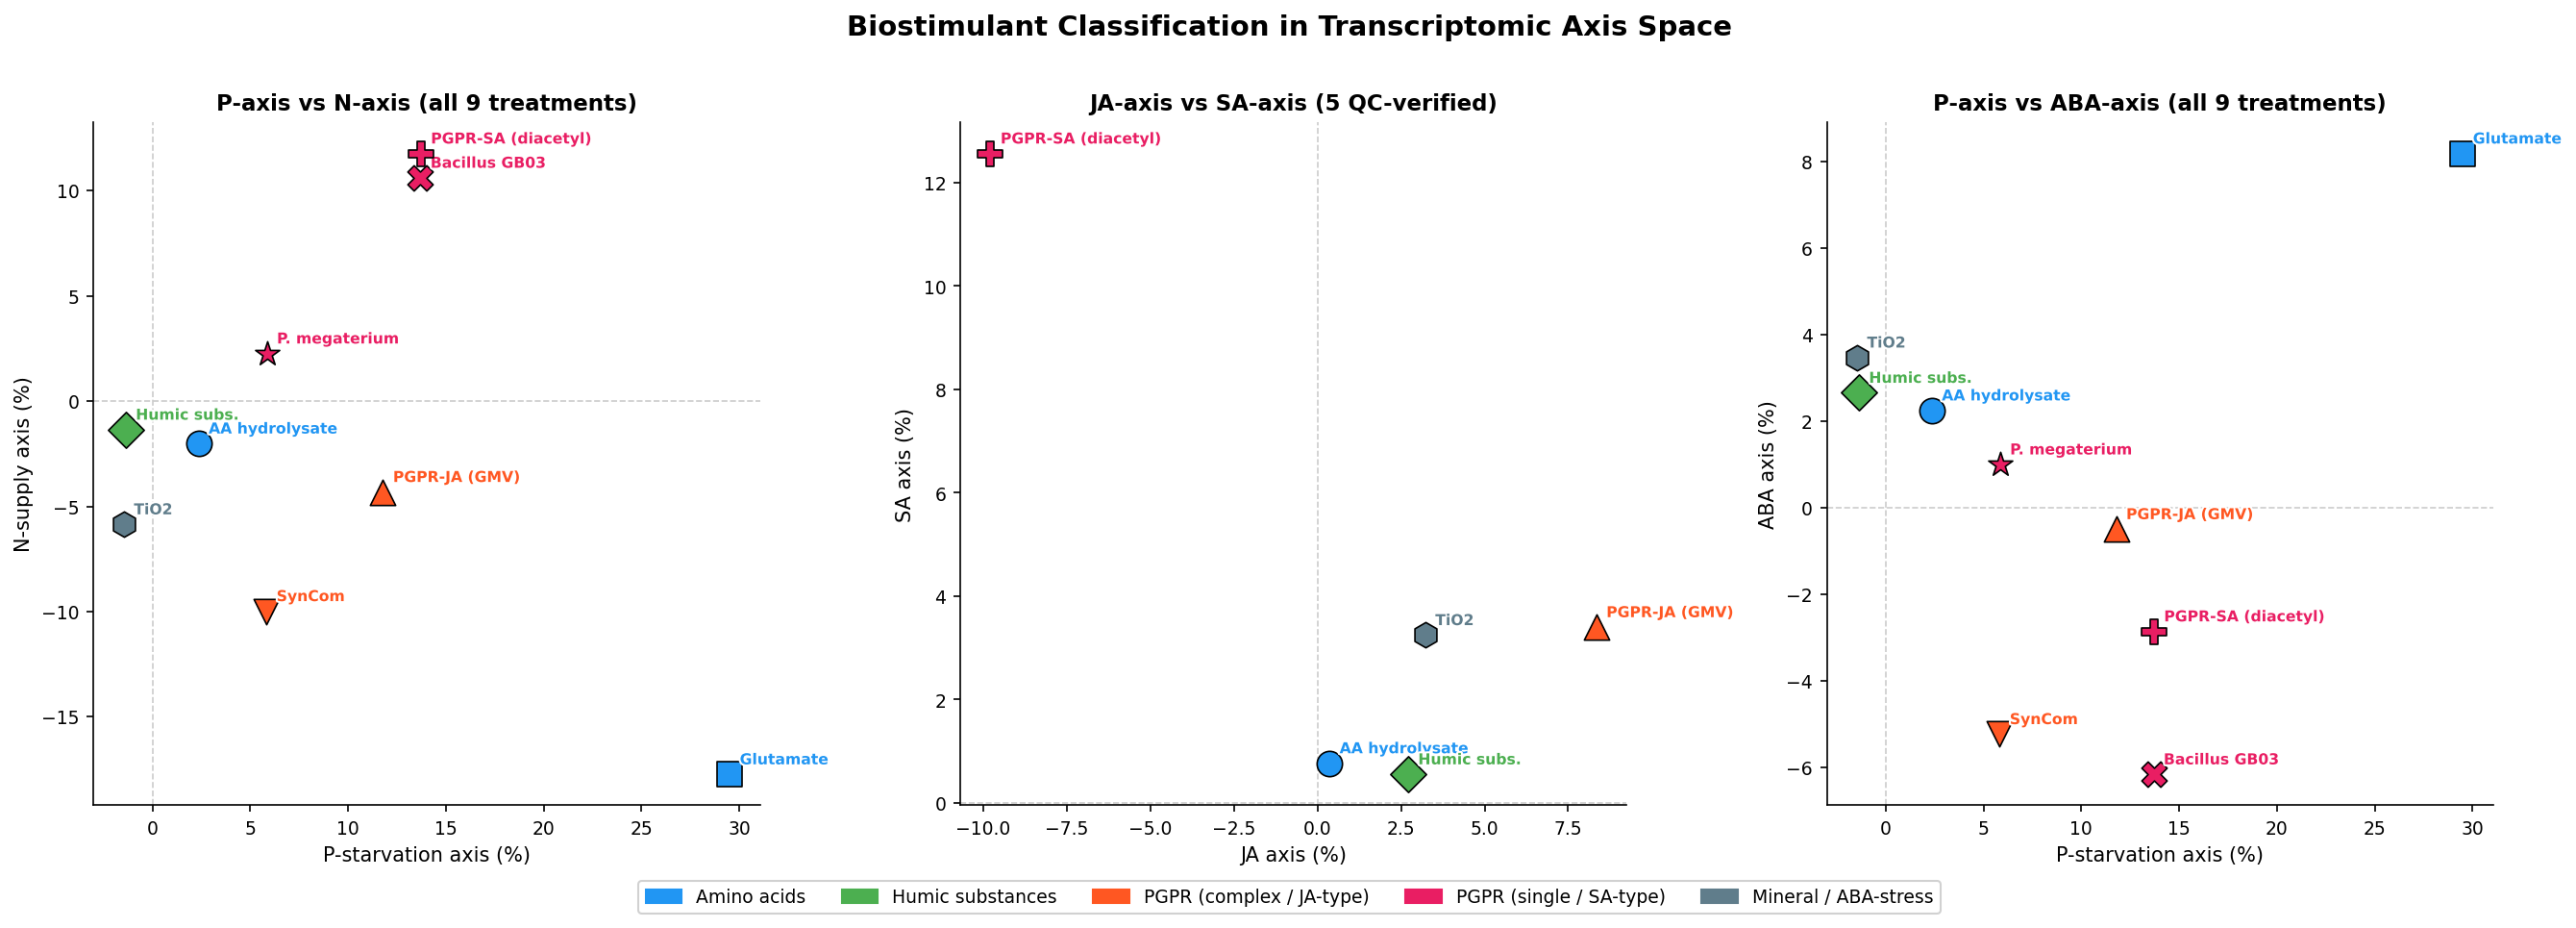 Biostimulant Classification in Transcriptomic Axis Space
P-axis vs N-axis (all 9 treatments)
PGPR-SA (diacetyl)
Bacillus GB03
P. megaterium
Humic subs.
AA hydrolysate
PGPR-JA (GMV)
TiO2
SynCom
Glutamate
10
5
0
−5
−10
−15
N-supply axis (%)
0 5 10 15 20 25 30
P-starvation axis (%)
JA-axis vs SA-axis (5 QC-verified)
PGPR-SA (diacetyl)
TiO2
PGPR-JA (GMV)
AA hydrolysate
Humic subs.
12
10
8
6
4
2
0
SA axis (%)
−10.0 −7.5 −5.0 −2.5 0.0 2.5 5.0 7.5
JA axis (%)
P-axis vs ABA-axis (all 9 treatments)
Glutamate
TiO2
Humic subs.
AA hydrolysate
P. megaterium
PGPR-JA (GMV)
PGPR-SA (diacetyl)
SynCom
Bacillus GB03
8
6
4
2
0
−2
−4
−6
ABA axis (%)
0 5 10 15 20 25 30
P-starvation axis (%)
Amino acids Humic substances PGPR (complex / JA-type) PGPR (single / SA-type) Mineral / ABA-stress